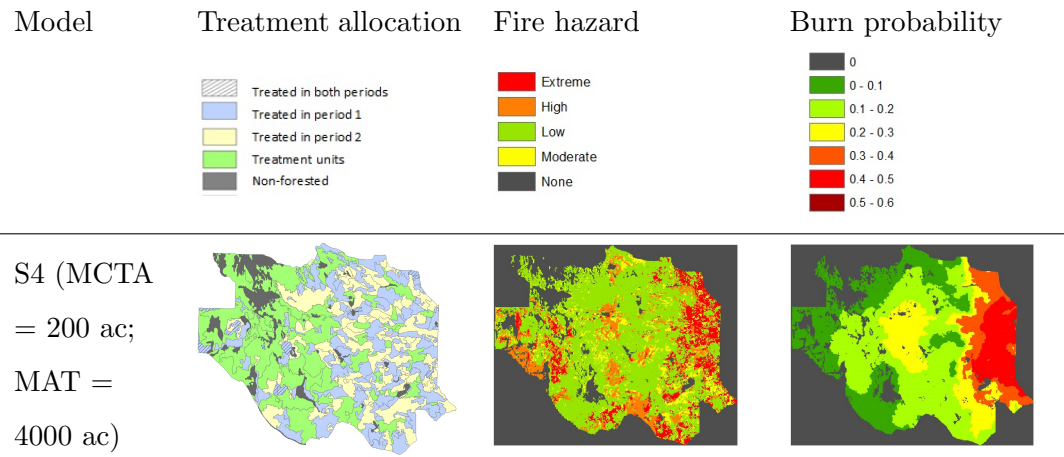 Model Treatment allocation Fire hazard Burn probability
Treated in both periods
Treated in period 1
Treated in period 2
Treatment units
Non-forested
Extreme
High
Low
Moderate
None
0
0 - 0.1
0.1 - 0.2
0.2 - 0.3
0.3 - 0.4
0.4 - 0.5
0.5 - 0.6
S4 (MCTA
= 200 ac;
MAT =
4000 ac)